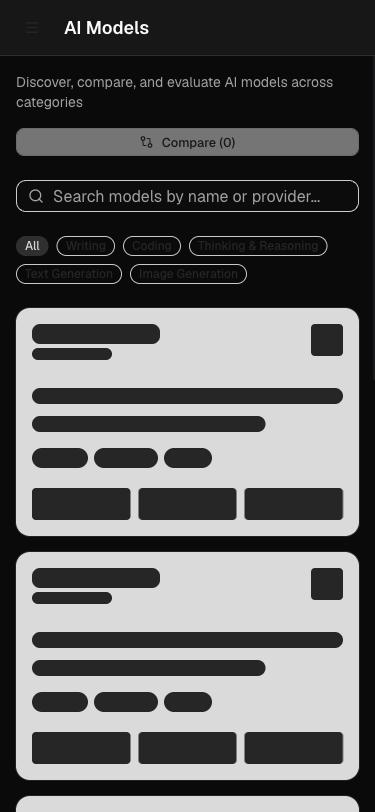 AI Models
Discover, compare, and evaluate AI models across
categories
Compare (0)
Search models by name or provider...
All Writing Coding Thinking & Reasoning
Text Generation Image Generation